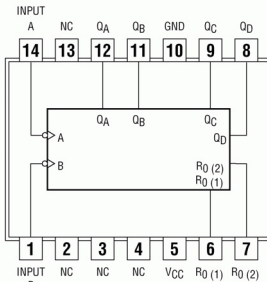 INPUT
A NC QA QB GND QC QD
14 13 12 11 10 9 8
QA QB QC
A QD
B R0 (2)
R0 (1)
1 2 3 4 5 6 7
INPUT NC NC NC VCC R0 (1) R0 (2)